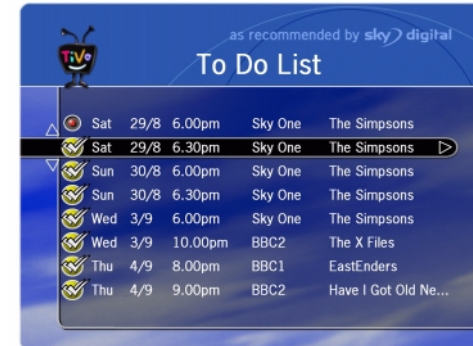 TiVo
as recommended by sky digital
To Do List
Sat 29/8 6.00pm Sky One The Simpsons
Sat 29/8 6.30pm Sky One The Simpsons
Sun 30/8 6.00pm Sky One The Simpsons
Sun 30/8 6.30pm Sky One The Simpsons
Wed 3/9 6.00pm Sky One The Simpsons
Wed 3/9 10.00pm BBC2 The X Files
Thu 4/9 8.00pm BBC1 EastEnders
Thu 4/9 9.00pm BBC2 Have I Got Old Ne...